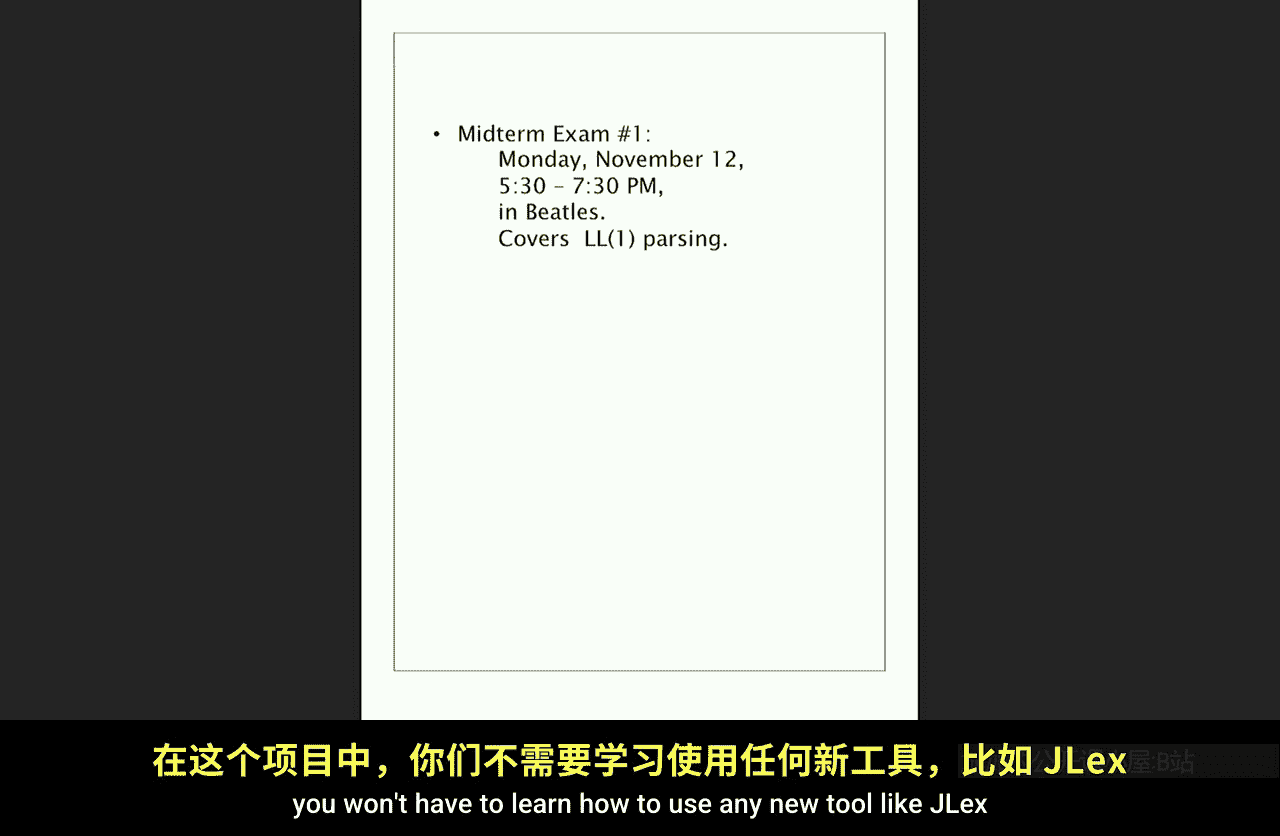 • Midterm Exam #1:
Monday, November 12,
5:30 – 7:30 PM,
in Beatles.
Covers LL(1) parsing.
在这个项目中，你们不需要学习使用任何新工具，比如 JLex
you won't have to learn how to use any new tool like JLex